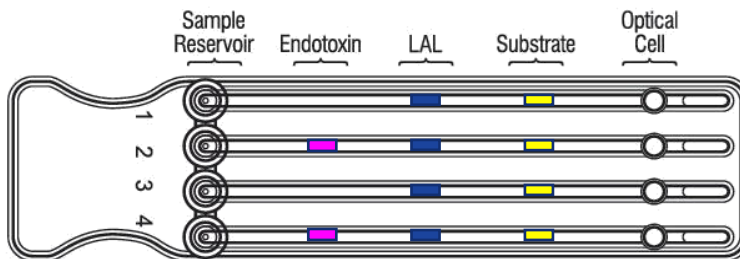 Sample
Reservoir
Endotoxin
LAL
Substrate
Optical
Cell
1
2
3
4